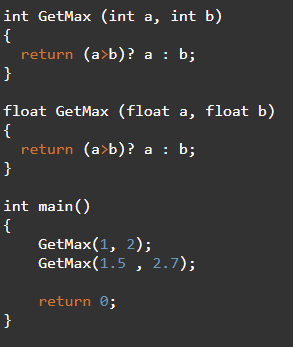 int GetMax (int a, int b)
{
  return (a>b)? a : b;
}

float GetMax (float a, float b)
{
  return (a>b)? a : b;
}

int main()
{
    GetMax(1, 2);
    GetMax(1.5 , 2.7);

    return 0;
}